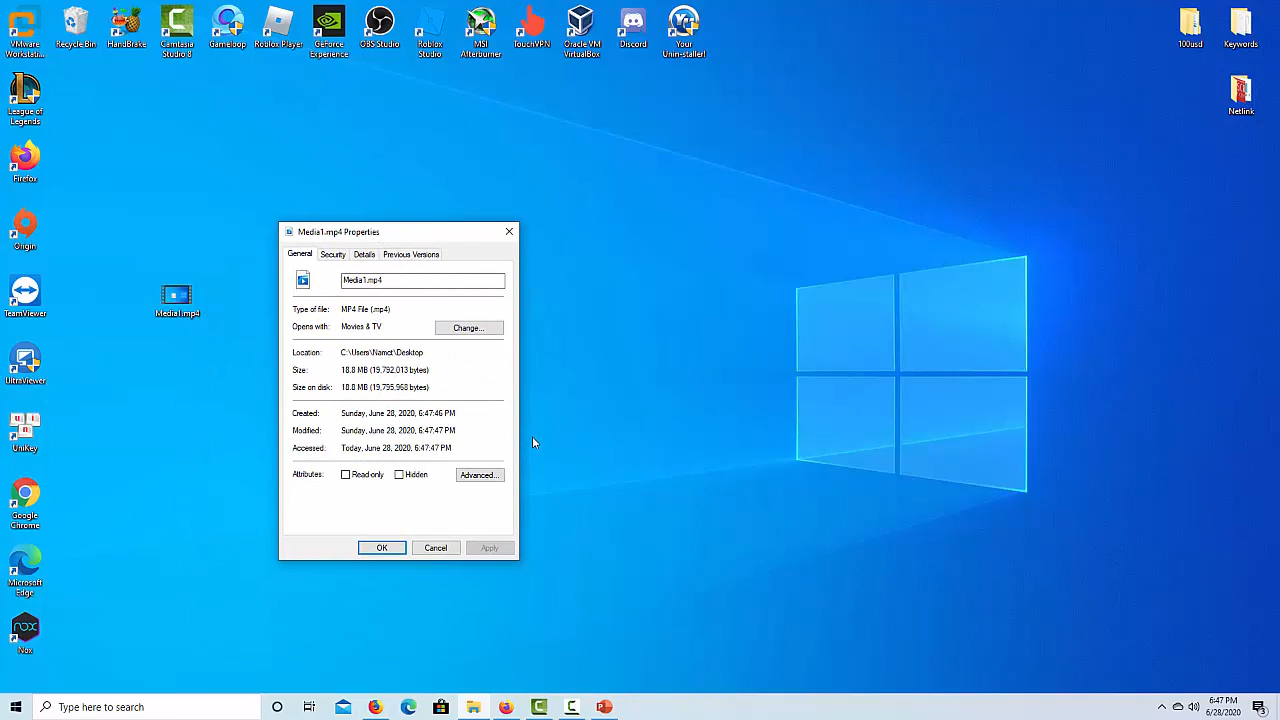 VMware
Workstati...
Recycle Bin
HandBrake
Camtasia
Studio 8
Gameloop
Roblox Player
GeForce
Experience
OBS Studio
Roblox
Studio
MSI
Afterburner
TouchVPN
Oracle VM
VirtualBox
Discord
Your
Unin-staller!
100usd
Keywords
League of
Legends
Netlink
Firefox
Origin
TeamViewer
Media1.mp4
UltraViewer
UniKey
Google
Chrome
Microsoft
Edge
nox
Nox
Media1.mp4 Properties
General
Security
Details
Previous Versions
Media1.mp4
Type of file: MP4 File (.mp4)
Opens with: Movies & TV
Change...
Location: C:\Users\Namct\Desktop
Size: 18.8 MB (19,792,013 bytes)
Size on disk: 18.8 MB (19,795,968 bytes)
Created: Sunday, June 28, 2020, 6:47:46 PM
Modified: Sunday, June 28, 2020, 6:47:47 PM
Accessed: Today, June 28, 2020, 6:47:47 PM
Attributes: Read-only Hidden Advanced...
OK Cancel Apply
Type here to search
6:47 PM
6/28/2020